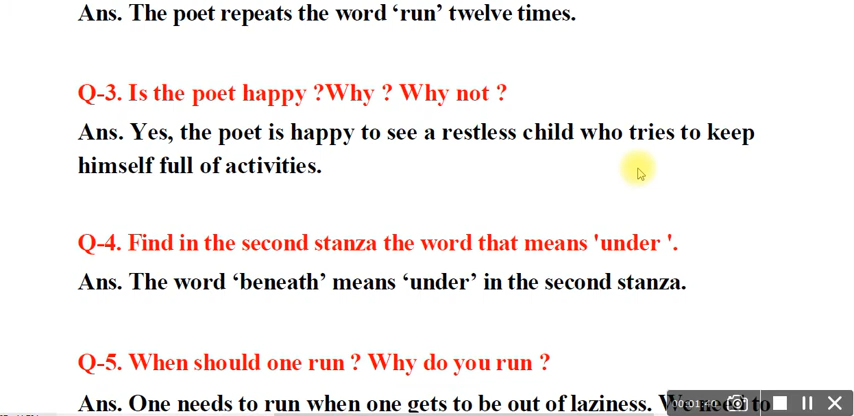 Ans. The poet repeats the word ‘run’ twelve times.
Q-3. Is the poet happy ?Why ? Why not ?
Ans. Yes, the poet is happy to see a restless child who tries to keep
himself full of activities.
Q-4. Find in the second stanza the word that means 'under '.
Ans. The word ‘beneath’ means ‘under’ in the second stanza.
Q-5. When should one run ? Why do you run ?
Ans. One needs to run when one gets to be out of laziness. We need to